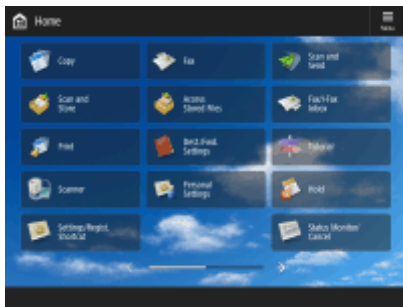 Home
Menu
Copy
Fax
Scan and
Send
Scan and
Store
Access
Stored Files
Fax/I-Fax
Inbox
Print
Dest./Fwd.
Settings
Tutorial
Scanner
Personal
Settings
Hold
Settings/Regist.
Shortcut
Status Monitor/
Cancel